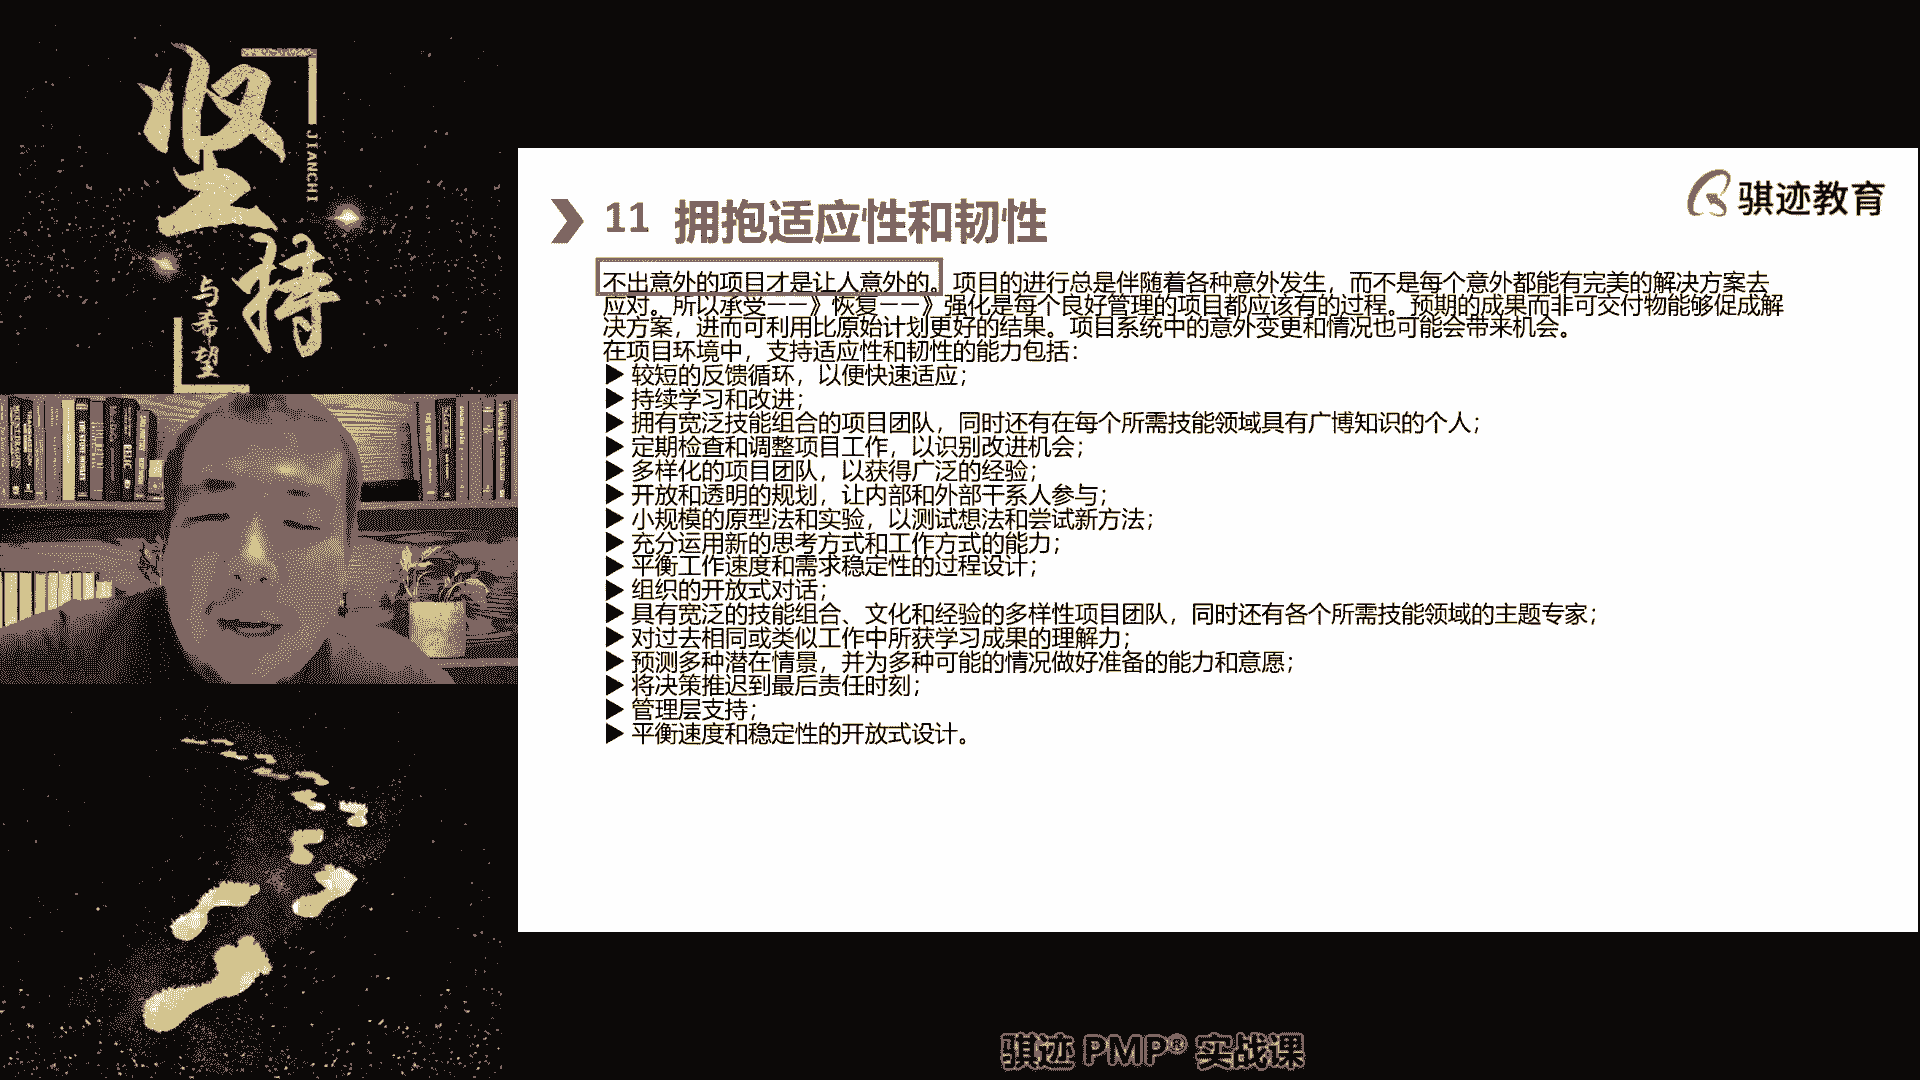 坚持
JIANCHI
与希望
骐迹教育
11 拥抱适应性和韧性
不出意外的项目才是让人意外的。项目的进行总是伴随着各种意外发生，而不是每个意外都能有完美的解决方案去
应对。所以承受——》恢复——》强化是每个良好管理的项目都应该有的过程。预期的成果而非可交付物能够促成解
决方案，进而可利用比原始计划更好的结果。项目系统中的意外变更和情况也可能会带来机会。
在项目环境中，支持适应性和韧性的能力包括：
▶ 较短的反馈循环，以便快速适应；
▶ 持续学习和改进；
▶ 拥有宽泛技能组合的项目团队，同时还有在每个所需技能领域具有广博知识的个人；
▶ 定期检查和调整项目工作，以识别改进机会；
▶ 多样化的项目团队，以获得广泛的经验；
▶ 开放和透明的规划，让内部和外部干系人参与；
▶ 小规模的原型法和实验，以测试想法和尝试新方法；
▶ 充分运用新的思考方式和工作方式的能力；
▶ 平衡工作速度和需求稳定性的过程设计；
▶ 组织的开放式对话；
▶ 具有宽泛的技能组合、文化和经验的多样性项目团队，同时还有各个所需技能领域的主题专家；
▶ 对过去相同或类似工作中所获学习成果的理解力；
▶ 预测多种潜在情景，并为多种可能的情况做好准备的能力和意愿；
▶ 将决策推迟到最后责任时刻；
▶ 管理层支持；
▶ 平衡速度和稳定性的开放式设计。
骐迹 PMP® 实战课